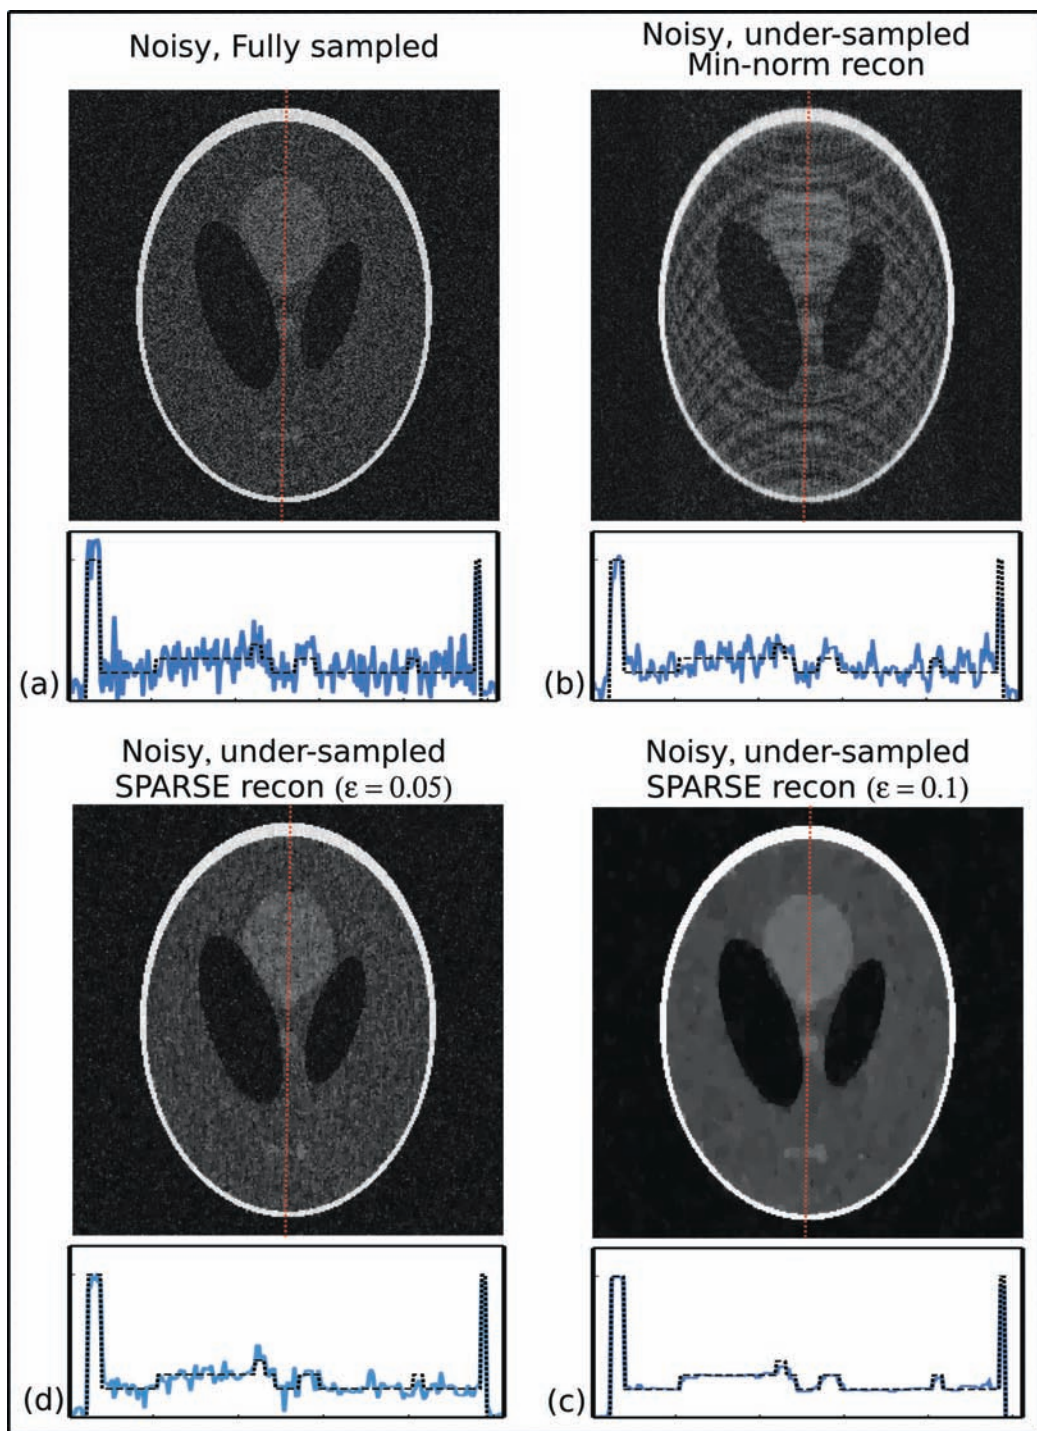 Noisy, Fully sampled
Noisy, under-sampled
Min-norm recon
(a)
(b)
Noisy, under-sampled
SPARSE recon (ε = 0.05)
Noisy, under-sampled
SPARSE recon (ε = 0.1)
(d)
(c)